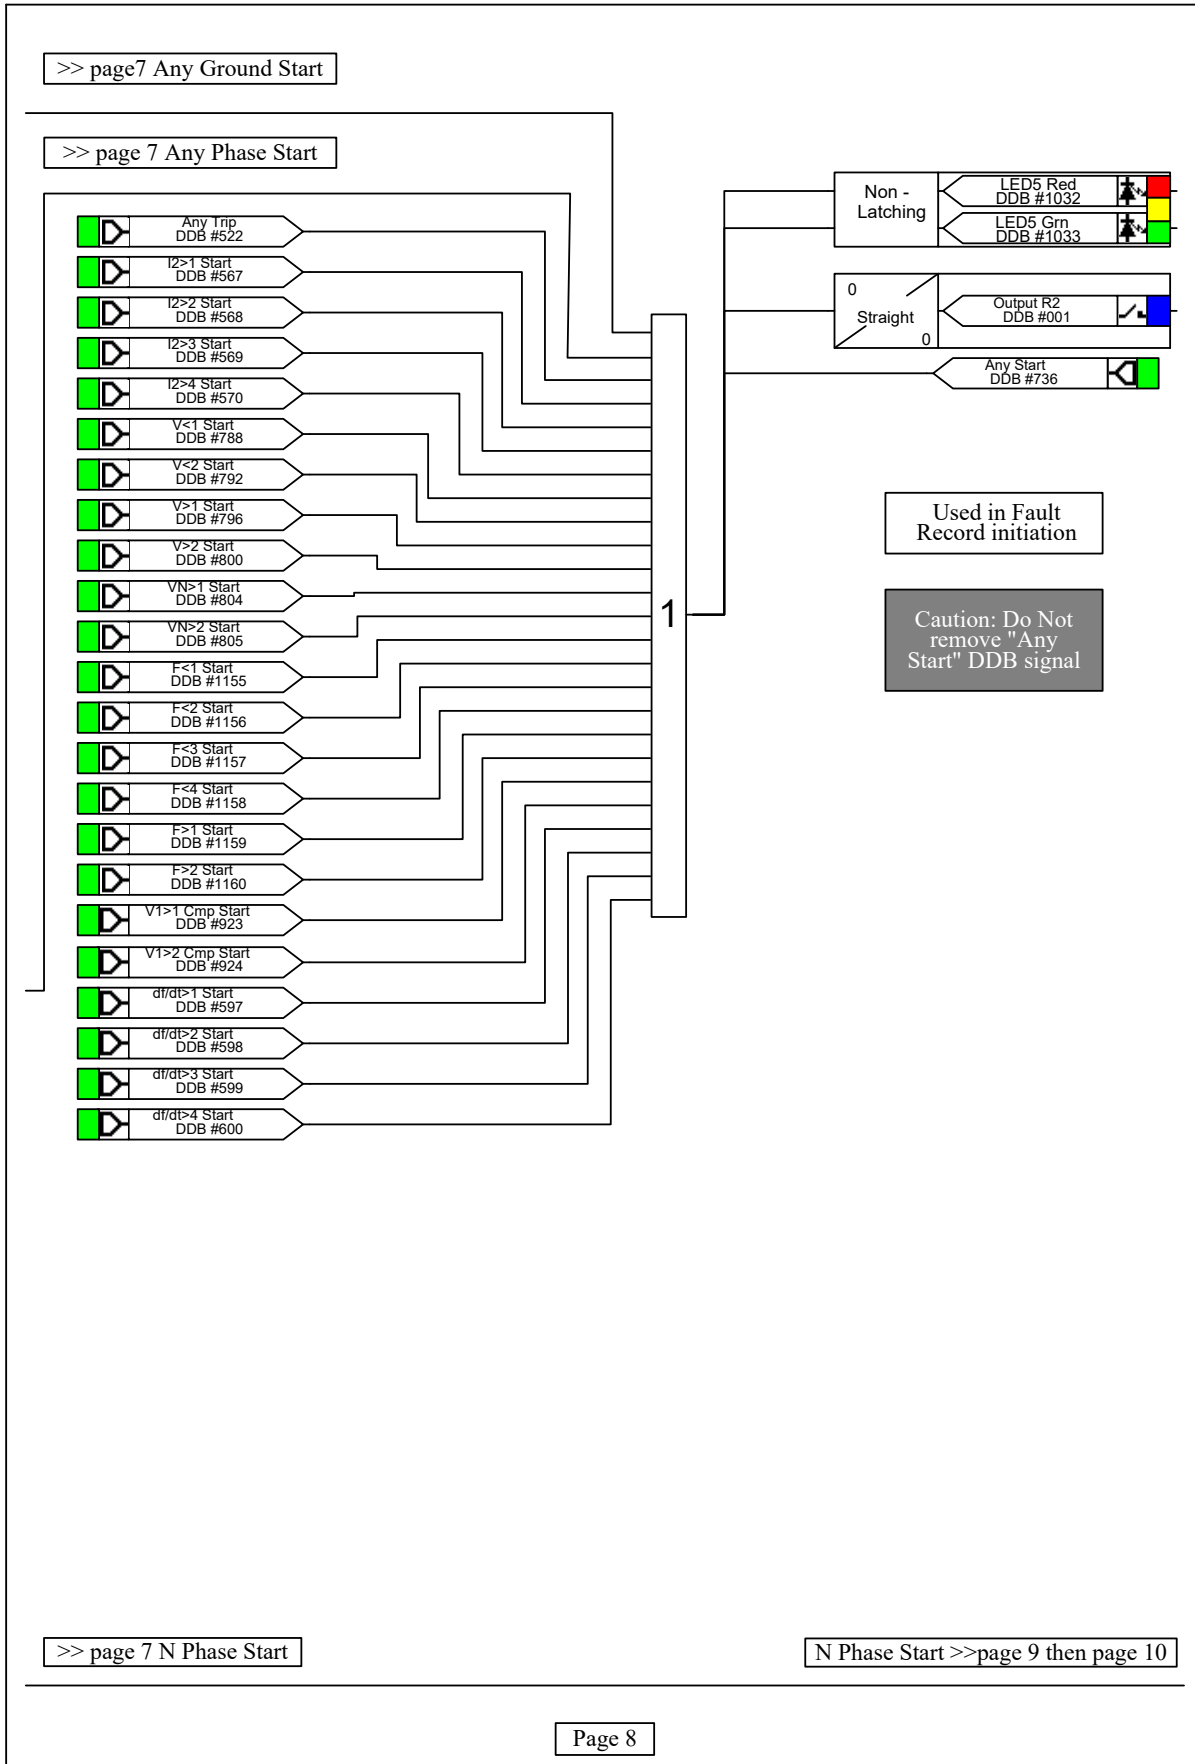 >> page7 Any Ground Start
>> page 7 Any Phase Start
Any Trip
DDB #522
I2>1 Start
DDB #567
I2>2 Start
DDB #568
I2>3 Start
DDB #569
I2>4 Start
DDB #570
V<1 Start
DDB #788
V<2 Start
DDB #792
V>1 Start
DDB #796
V>2 Start
DDB #800
VN>1 Start
DDB #804
VN>2 Start
DDB #805
F<1 Start
DDB #1155
F<2 Start
DDB #1156
F<3 Start
DDB #1157
F<4 Start
DDB #1158
F>1 Start
DDB #1159
F>2 Start
DDB #1160
V1>1 Cmp Start
DDB #923
V1>2 Cmp Start
DDB #924
df/dt>1 Start
DDB #597
df/dt>2 Start
DDB #598
df/dt>3 Start
DDB #599
df/dt>4 Start
DDB #600
1
Non -
Latching
LED5 Red
DDB #1032
LED5 Grn
DDB #1033
0
Straight
0
Output R2
DDB #001
Any Start
DDB #736
Used in Fault
Record initiation
Caution: Do Not
remove "Any
Start" DDB signal
>> page 7 N Phase Start
N Phase Start >>page 9 then page 10
Page 8